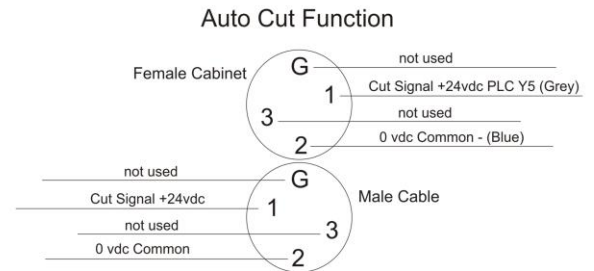 Auto Cut Function
Female Cabinet
G
not used
1
Cut Signal +24vdc PLC Y5 (Grey)
3
not used
2
0 vdc Common - (Blue)
not used
G
Male Cable
Cut Signal +24vdc
1
not used
3
0 vdc Common
2